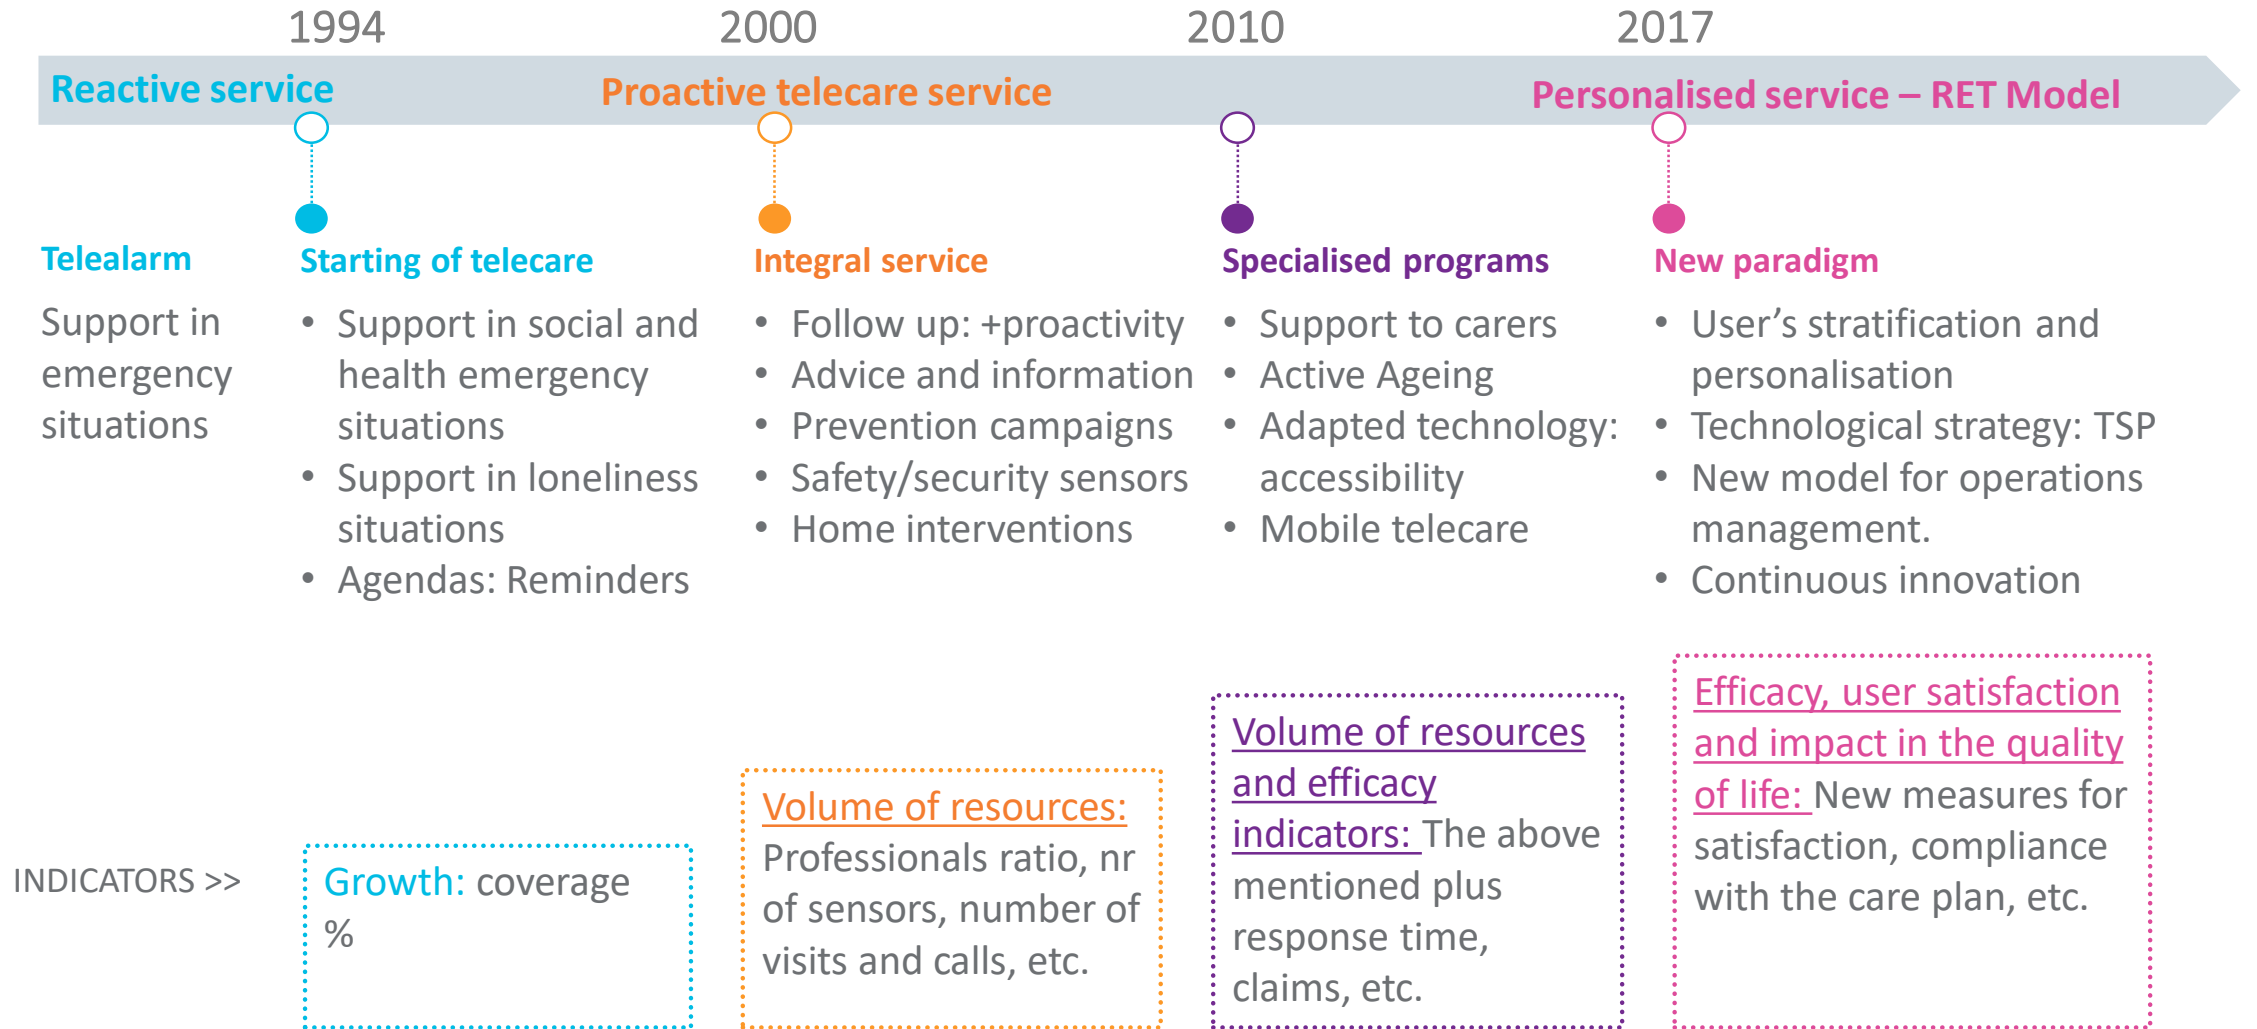 1994
2000
2010
2017
Reactive service
Proactive telecare service
Personalised service – RET Model
Telealarm
Support in
emergency
situations
Starting of telecare
• Support in social and
health emergency
situations
• Support in loneliness
situations
• Agendas: Reminders
Integral service
• Follow up: +proactivity
• Advice and information
• Prevention campaigns
• Safety/security sensors
• Home interventions
Specialised programs
• Support to carers
• Active Ageing
• Adapted technology:
accessibility
• Mobile telecare
New paradigm
• User’s stratification and
personalisation
• Technological strategy: TSP
• New model for operations
management.
• Continuous innovation
INDICATORS >>
Growth: coverage
%
Volume of resources:
Professionals ratio, nr
of sensors, number of
visits and calls, etc.
Volume of resources
and efficacy
indicators: The above
mentioned plus
response time,
claims, etc.
Efficacy, user satisfaction
and impact in the quality
of life: New measures for
satisfaction, compliance
with the care plan, etc.